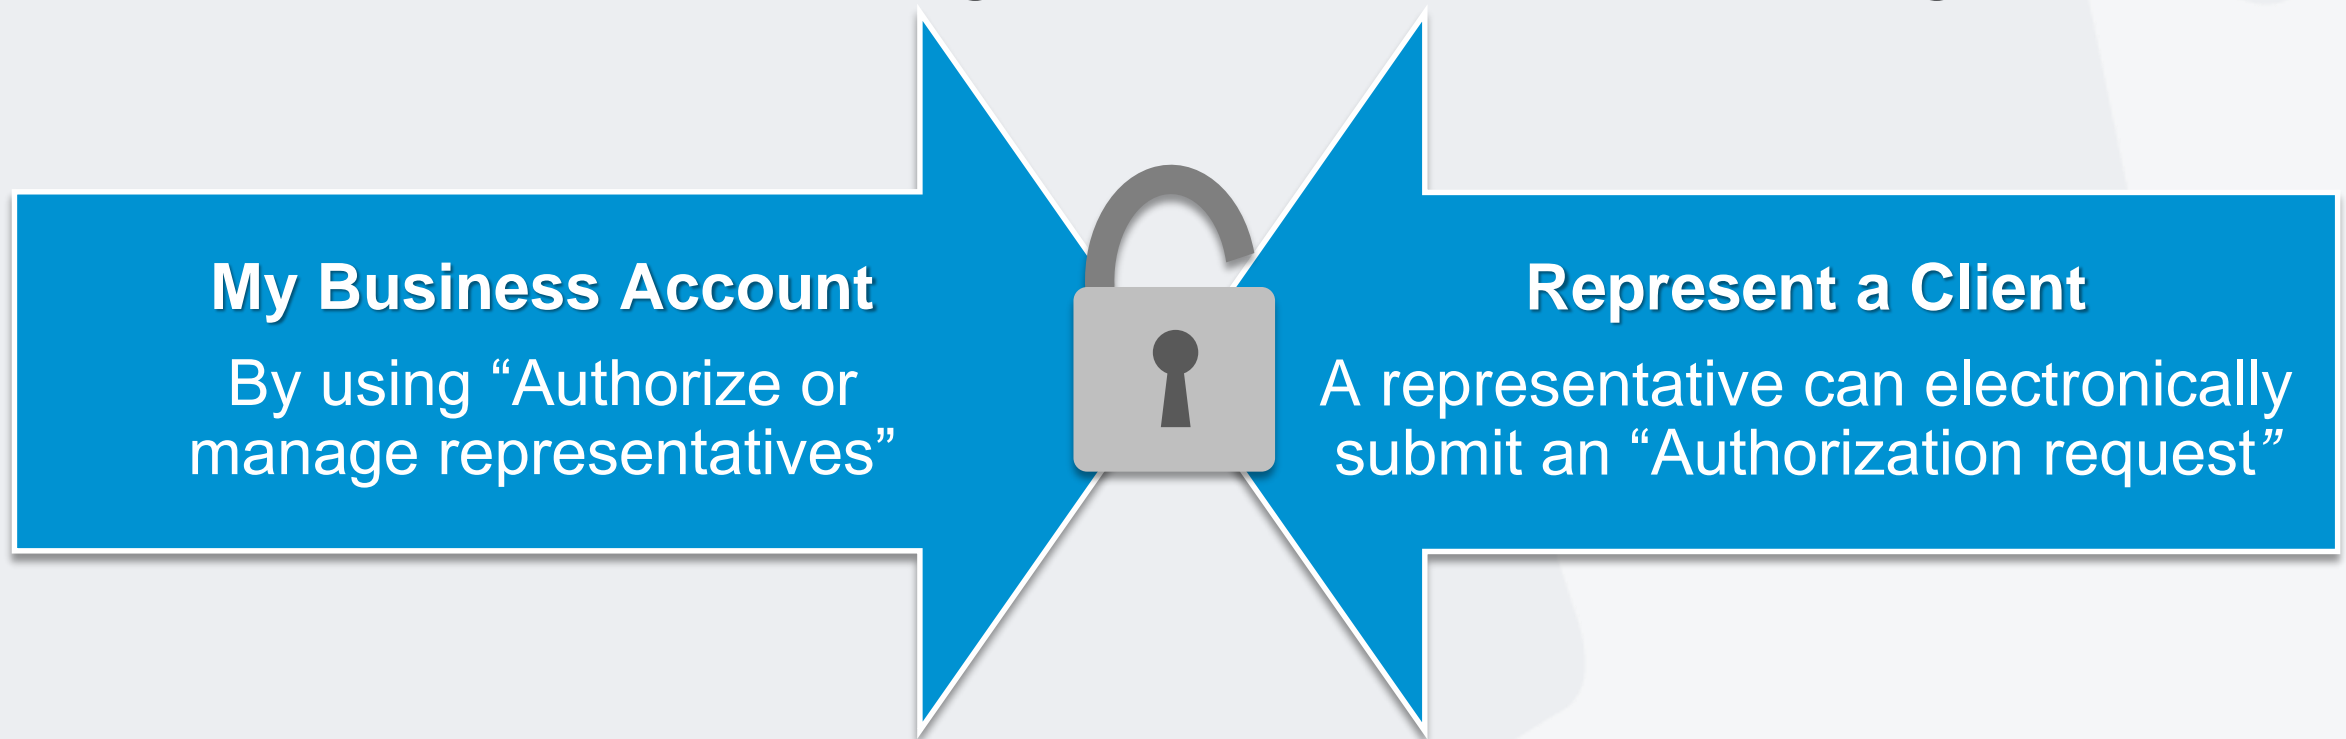 My Business Account
By using “Authorize or
manage representatives”
Represent a Client
A representative can electronically
submit an “Authorization request”